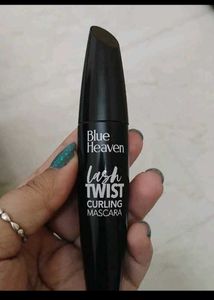 Blue
Heaven
lash
TWIST
CURLING
MASCARA